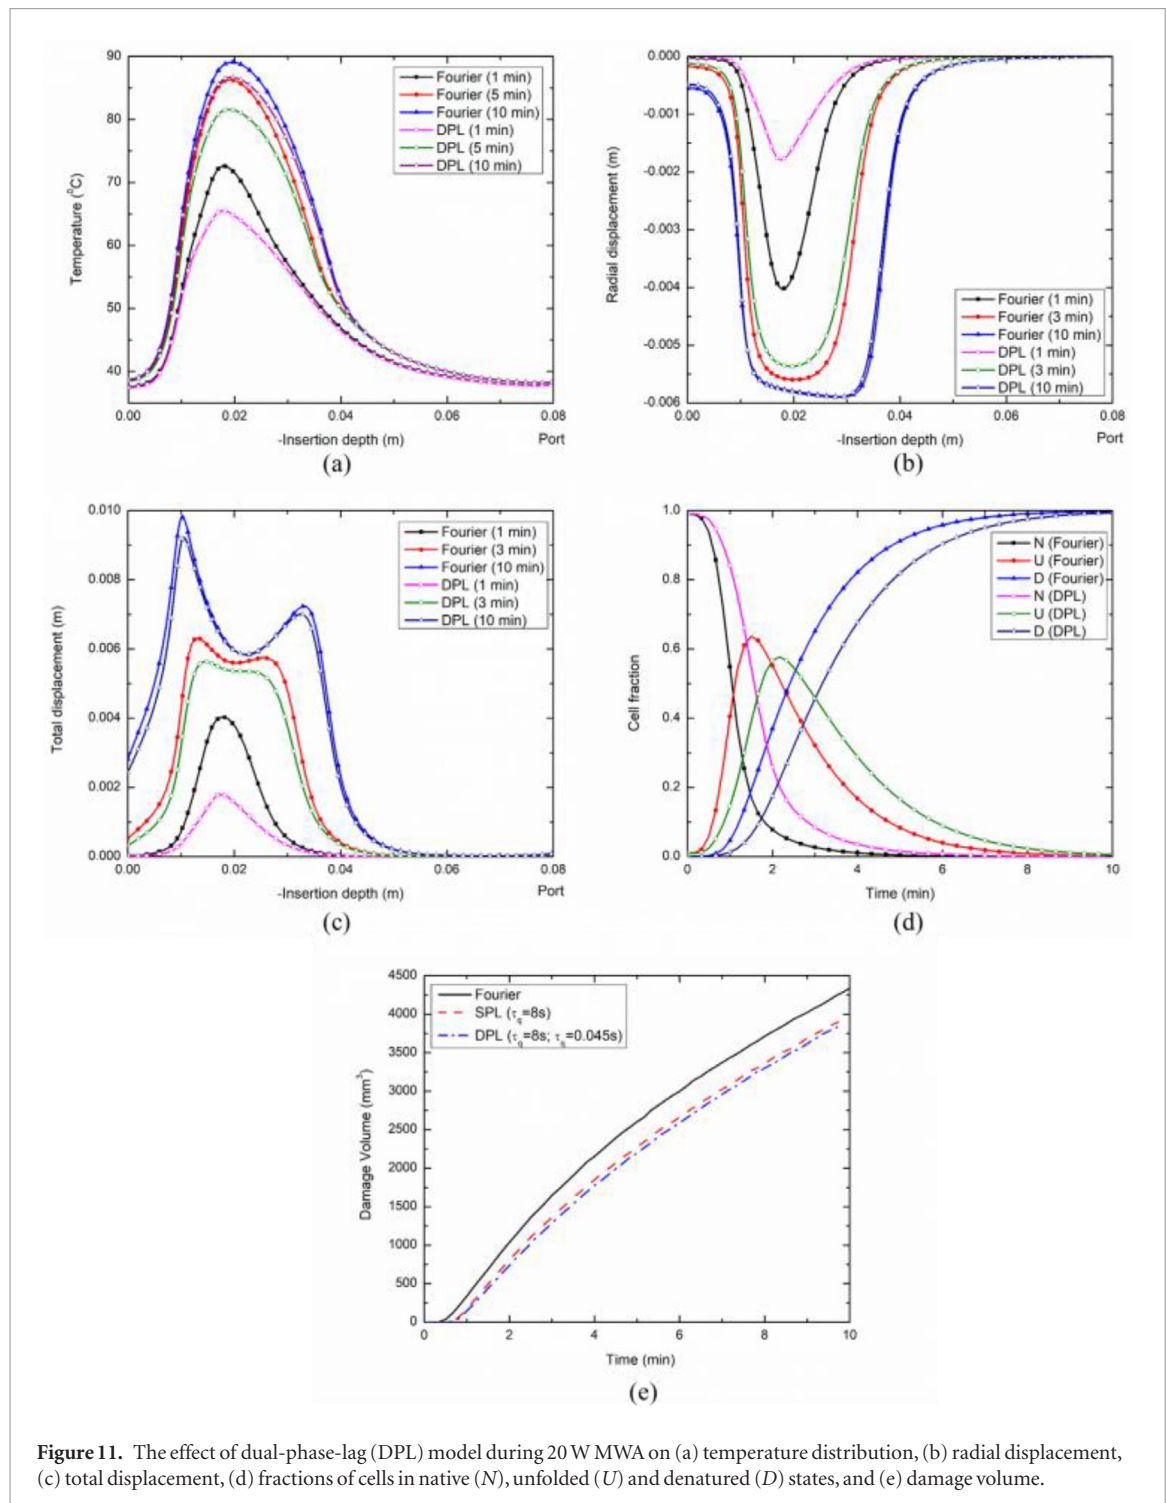 90
80
70
60
50
40
0.00 0.02 0.04 0.06 0.08
Temperature (⁰C)
-Insertion depth (m)
Port
Fourier (1 min)
Fourier (5 min)
Fourier (10 min)
DPL (1 min)
DPL (5 min)
DPL (10 min)
(a)
0.000
-0.001
-0.002
-0.003
-0.004
-0.005
-0.006
0.00 0.02 0.04 0.06 0.08
Radial displacement (m)
-Insertion depth (m)
Port
Fourier (1 min)
Fourier (3 min)
Fourier (10 min)
DPL (1 min)
DPL (3 min)
DPL (10 min)
(b)
0.010
0.008
0.006
0.004
0.002
0.000
0.00 0.02 0.04 0.06 0.08
Total displacement (m)
-Insertion depth (m)
Port
Fourier (1 min)
Fourier (3 min)
Fourier (10 min)
DPL (1 min)
DPL (3 min)
DPL (10 min)
(c)
1.0
0.8
0.6
0.4
0.2
0.0
0 2 4 6 8 10
Cell fraction
Time (min)
N (Fourier)
U (Fourier)
D (Fourier)
N (DPL)
U (DPL)
D (DPL)
(d)
4500
4000
3500
3000
2500
2000
1500
1000
500
0
0 2 4 6 8 10
Damage Volume (mm³)
Time (min)
Fourier
SPL (τq=8s)
DPL (τq=8s; τq=0.045s)
(e)
Figure 11. The effect of dual-phase-lag (DPL) model during 20 W MWA on (a) temperature distribution, (b) radial displacement,
(c) total displacement, (d) fractions of cells in native (N), unfolded (U) and denatured (D) states, and (e) damage volume.